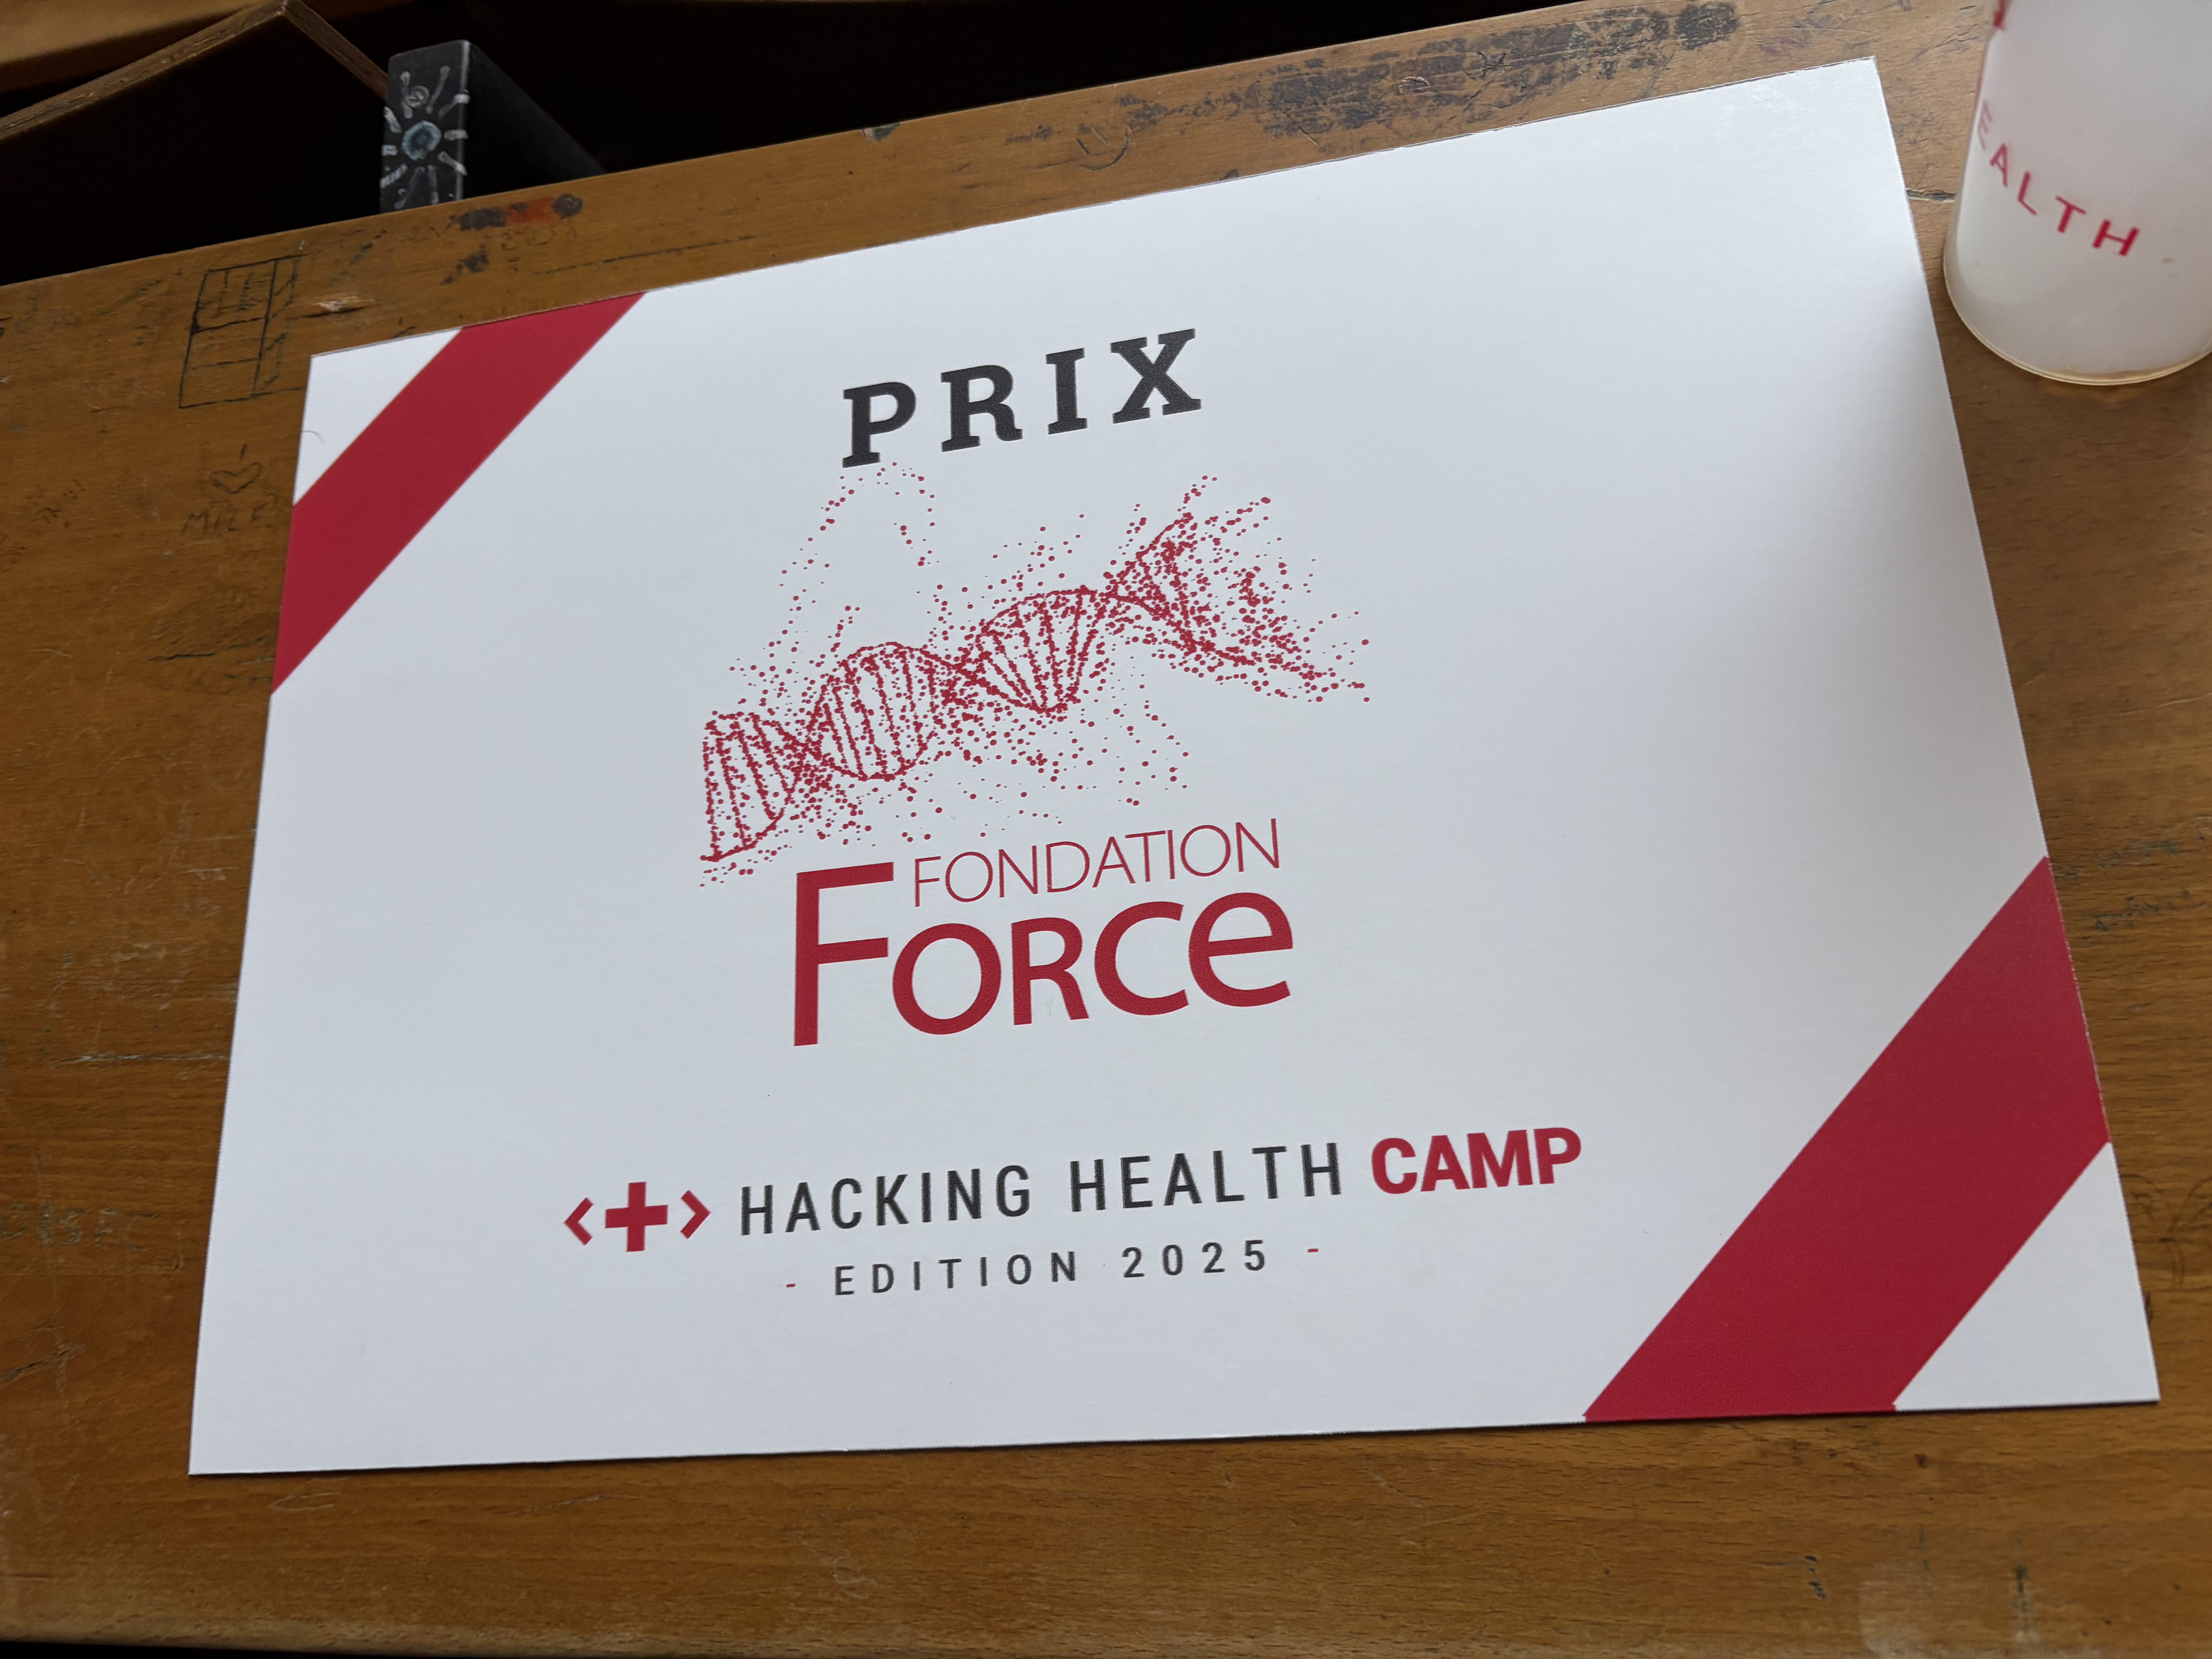 PRIX
FONDATION
FORCe
<+> HACKING HEALTH CAMP
- EDITION 2025 -
EALTH